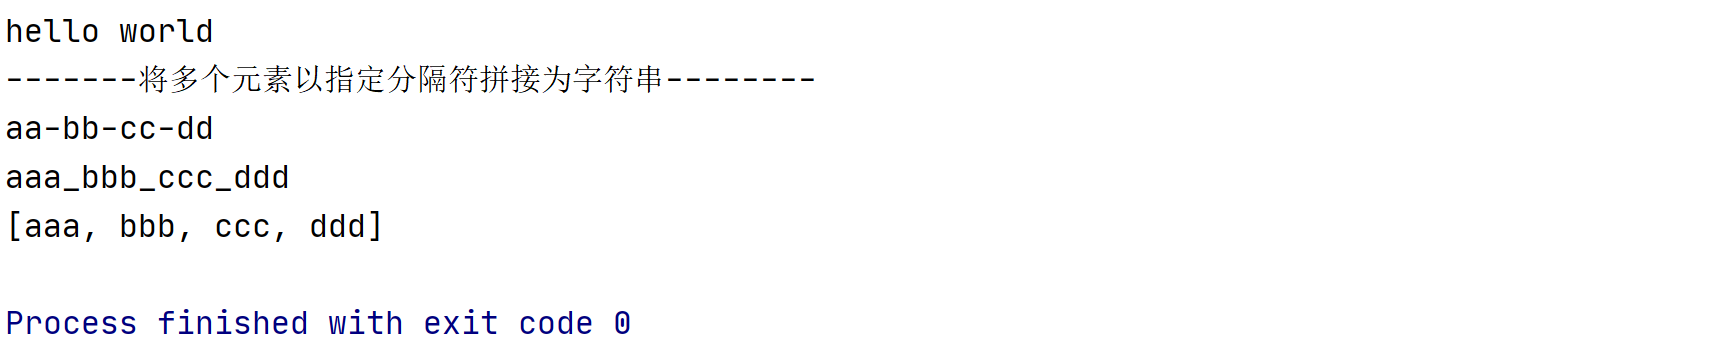 hello world
-------将多个元素以指定分隔符拼接为字符串--------
aa-bb-cc-dd
aaa_bbb_ccc_ddd
[aaa, bbb, ccc, ddd]
Process finished with exit code 0